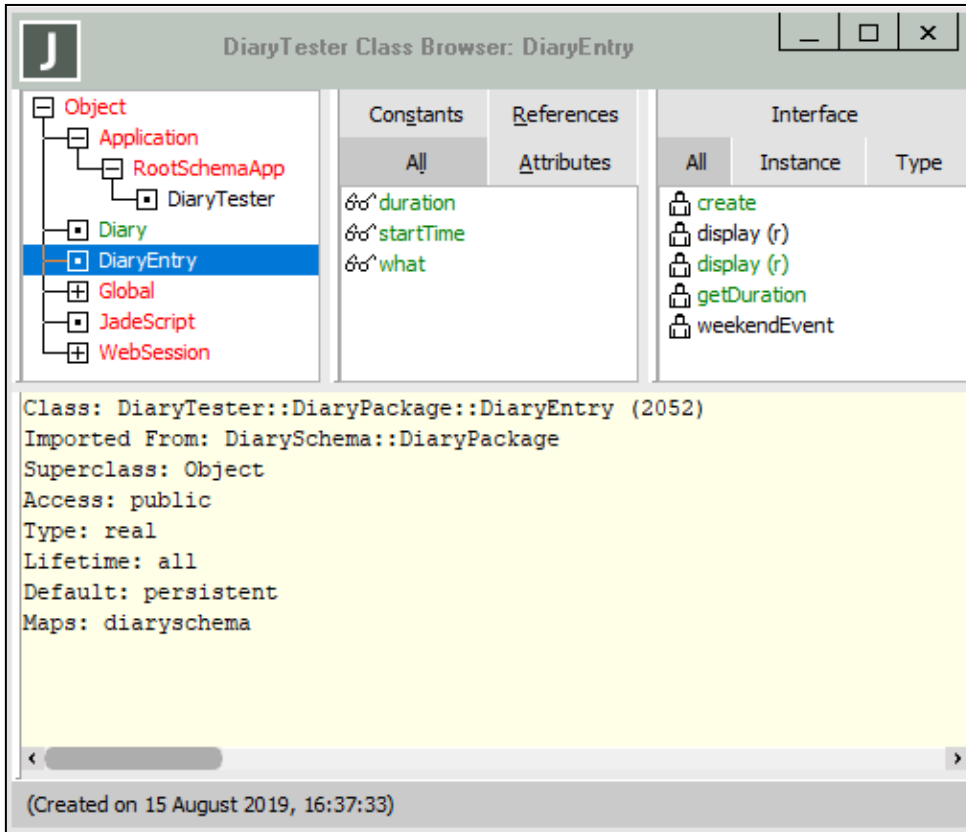 J
DiaryTester Class Browser: DiaryEntry
Object
Application
RootSchemaApp
DiaryTester
Diary
DiaryEntry
Global
JadeScript
WebSession
Constants References
All Attributes
duration
startTime
what
Interface
All Instance Type
create
display (r)
display (r)
getDuration
weekendEvent
Class: DiaryTester::DiaryPackage::DiaryEntry (2052)
Imported From: DiarySchema::DiaryPackage
Superclass: Object
Access: public
Type: real
Lifetime: all
Default: persistent
Maps: diaryschema
(Created on 15 August 2019, 16:37:33)